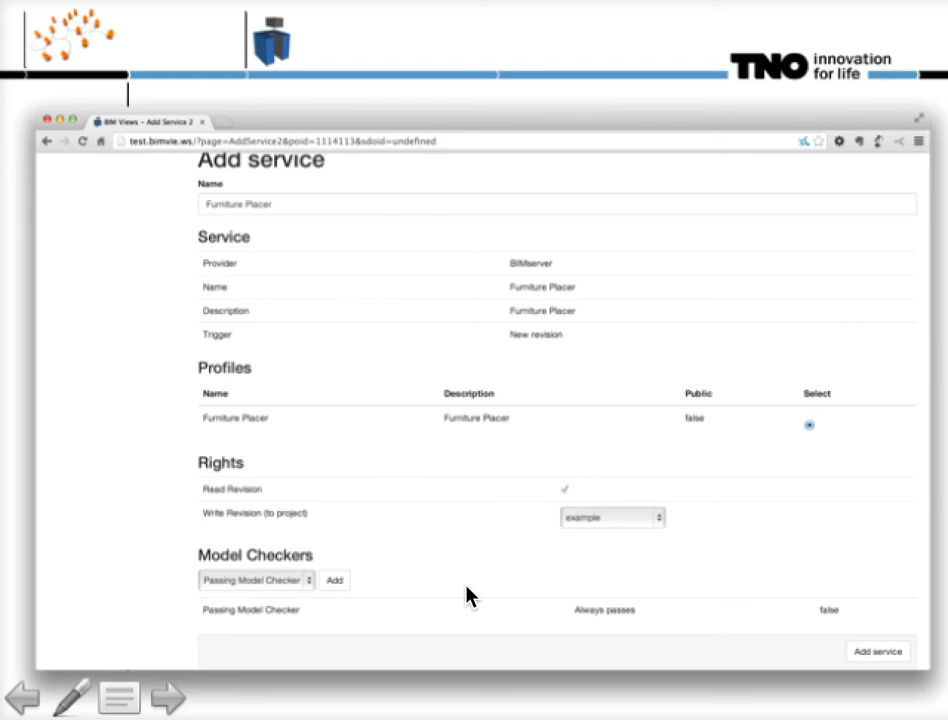 TNO innovation
for life
BIM Views - Add Service 2
test.bimvie.ws/?page=AddService2&poid=1114113&sdoid=undefined
Add service
Name
Furniture Placer
Service
Provider BIMserver
Name Furniture Placer
Description Furniture Placer
Trigger New revision
Profiles
Name Description Public Select
Furniture Placer Furniture Placer false
Rights
Read Revision
Write Revision (to project) example
Model Checkers
Passing Model Checker Add
Passing Model Checker Always passes false
Add service